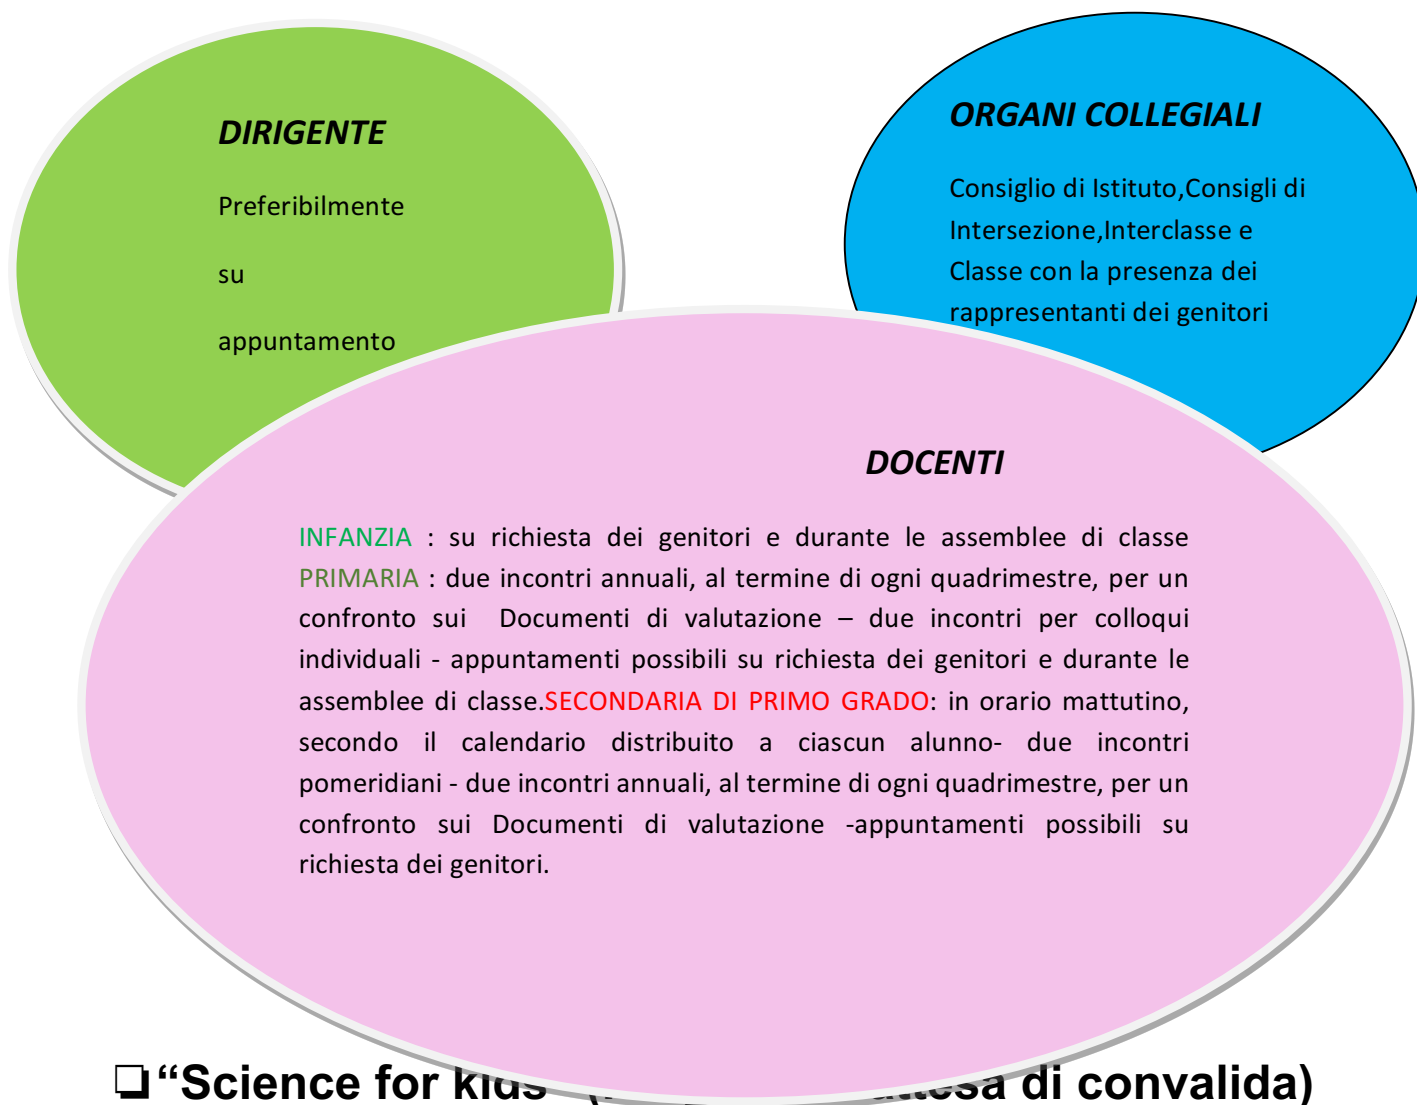 DIRIGENTE
Preferibilmente
su
appuntamento
ORGANI COLLEGIALI
Consiglio di Istituto,Consigli di
Intersezione,Interclasse e
Classe con la presenza dei
rappresentanti dei genitori
DOCENTI
INFANZIA : su richiesta dei genitori e durante le assemblee di classe
PRIMARIA : due incontri annuali, al termine di ogni quadrimestre, per un
confronto sui Documenti di valutazione – due incontri per colloqui
individuali - appuntamenti possibili su richiesta dei genitori e durante le
assemblee di classe.SECONDARIA DI PRIMO GRADO: in orario mattutino,
secondo il calendario distribuito a ciascun alunno- due incontri
pomeridiani - due incontri annuali, al termine di ogni quadrimestre, per un
confronto sui Documenti di valutazione -appuntamenti possibili su
richiesta dei genitori.
❑ “Science for kids attesa di convalida)